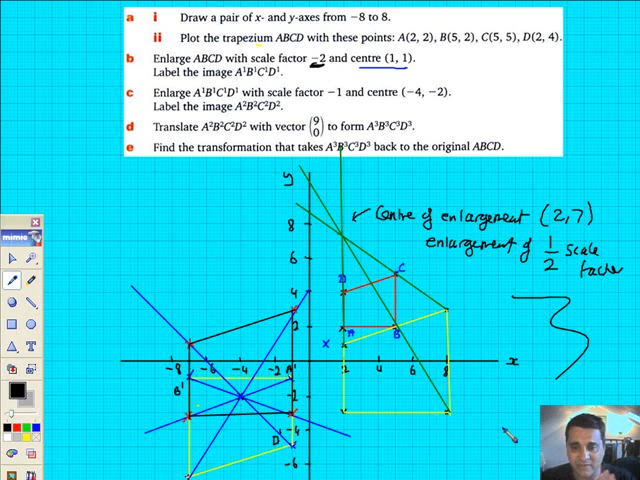 a i Draw a pair of x- and y-axes from −8 to 8.
ii Plot the trapezium ABCD with these points: A(2, 2), B(5, 2), C(5, 5), D(2, 4).
b Enlarge ABCD with scale factor −2 and centre (1, 1).
Label the image A¹B¹C¹D¹.
c Enlarge A¹B¹C¹D¹ with scale factor −1 and centre (−4, −2).
Label the image A²B²C²D².
d Translate A²B²C²D² with vector (9 0) to form A³B³C³D³.
e Find the transformation that takes A³B³C³D³ back to the original ABCD.
y
8
Centre of enlargement (2,7)
6
enlargement of 1/2 scale
factor
mimio
D
C
4
2
A
B
X
-8
-6
-4
-2
2
4
6
8
x
B'
A'
-2
-4
D'
-6